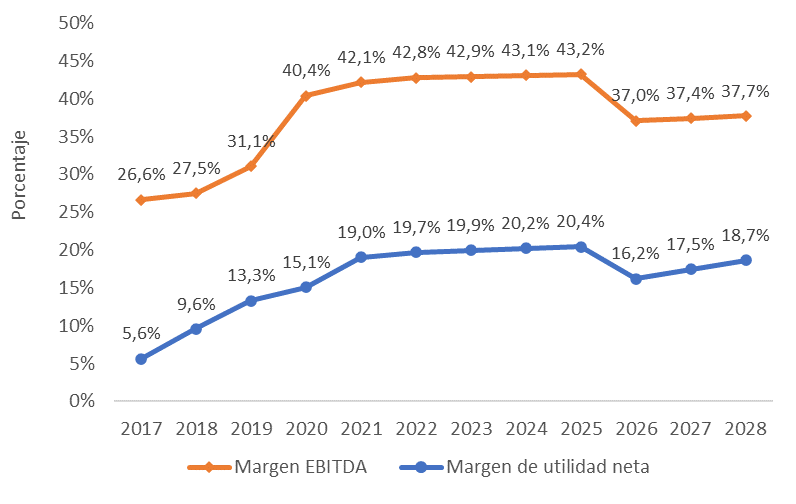 Porcentaje
50%
45%
40%
35%
30%
25%
20%
15%
10%
5%
0%
26,6% 27,5% 31,1% 40,4% 42,1% 42,8% 42,9% 43,1% 43,2% 37,0% 37,4% 37,7%
5,6% 9,6% 13,3% 15,1% 19,0% 19,7% 19,9% 20,2% 20,4% 16,2% 17,5% 18,7%
2017 2018 2019 2020 2021 2022 2023 2024 2025 2026 2027 2028
Margen EBITDA Margen de utilidad neta